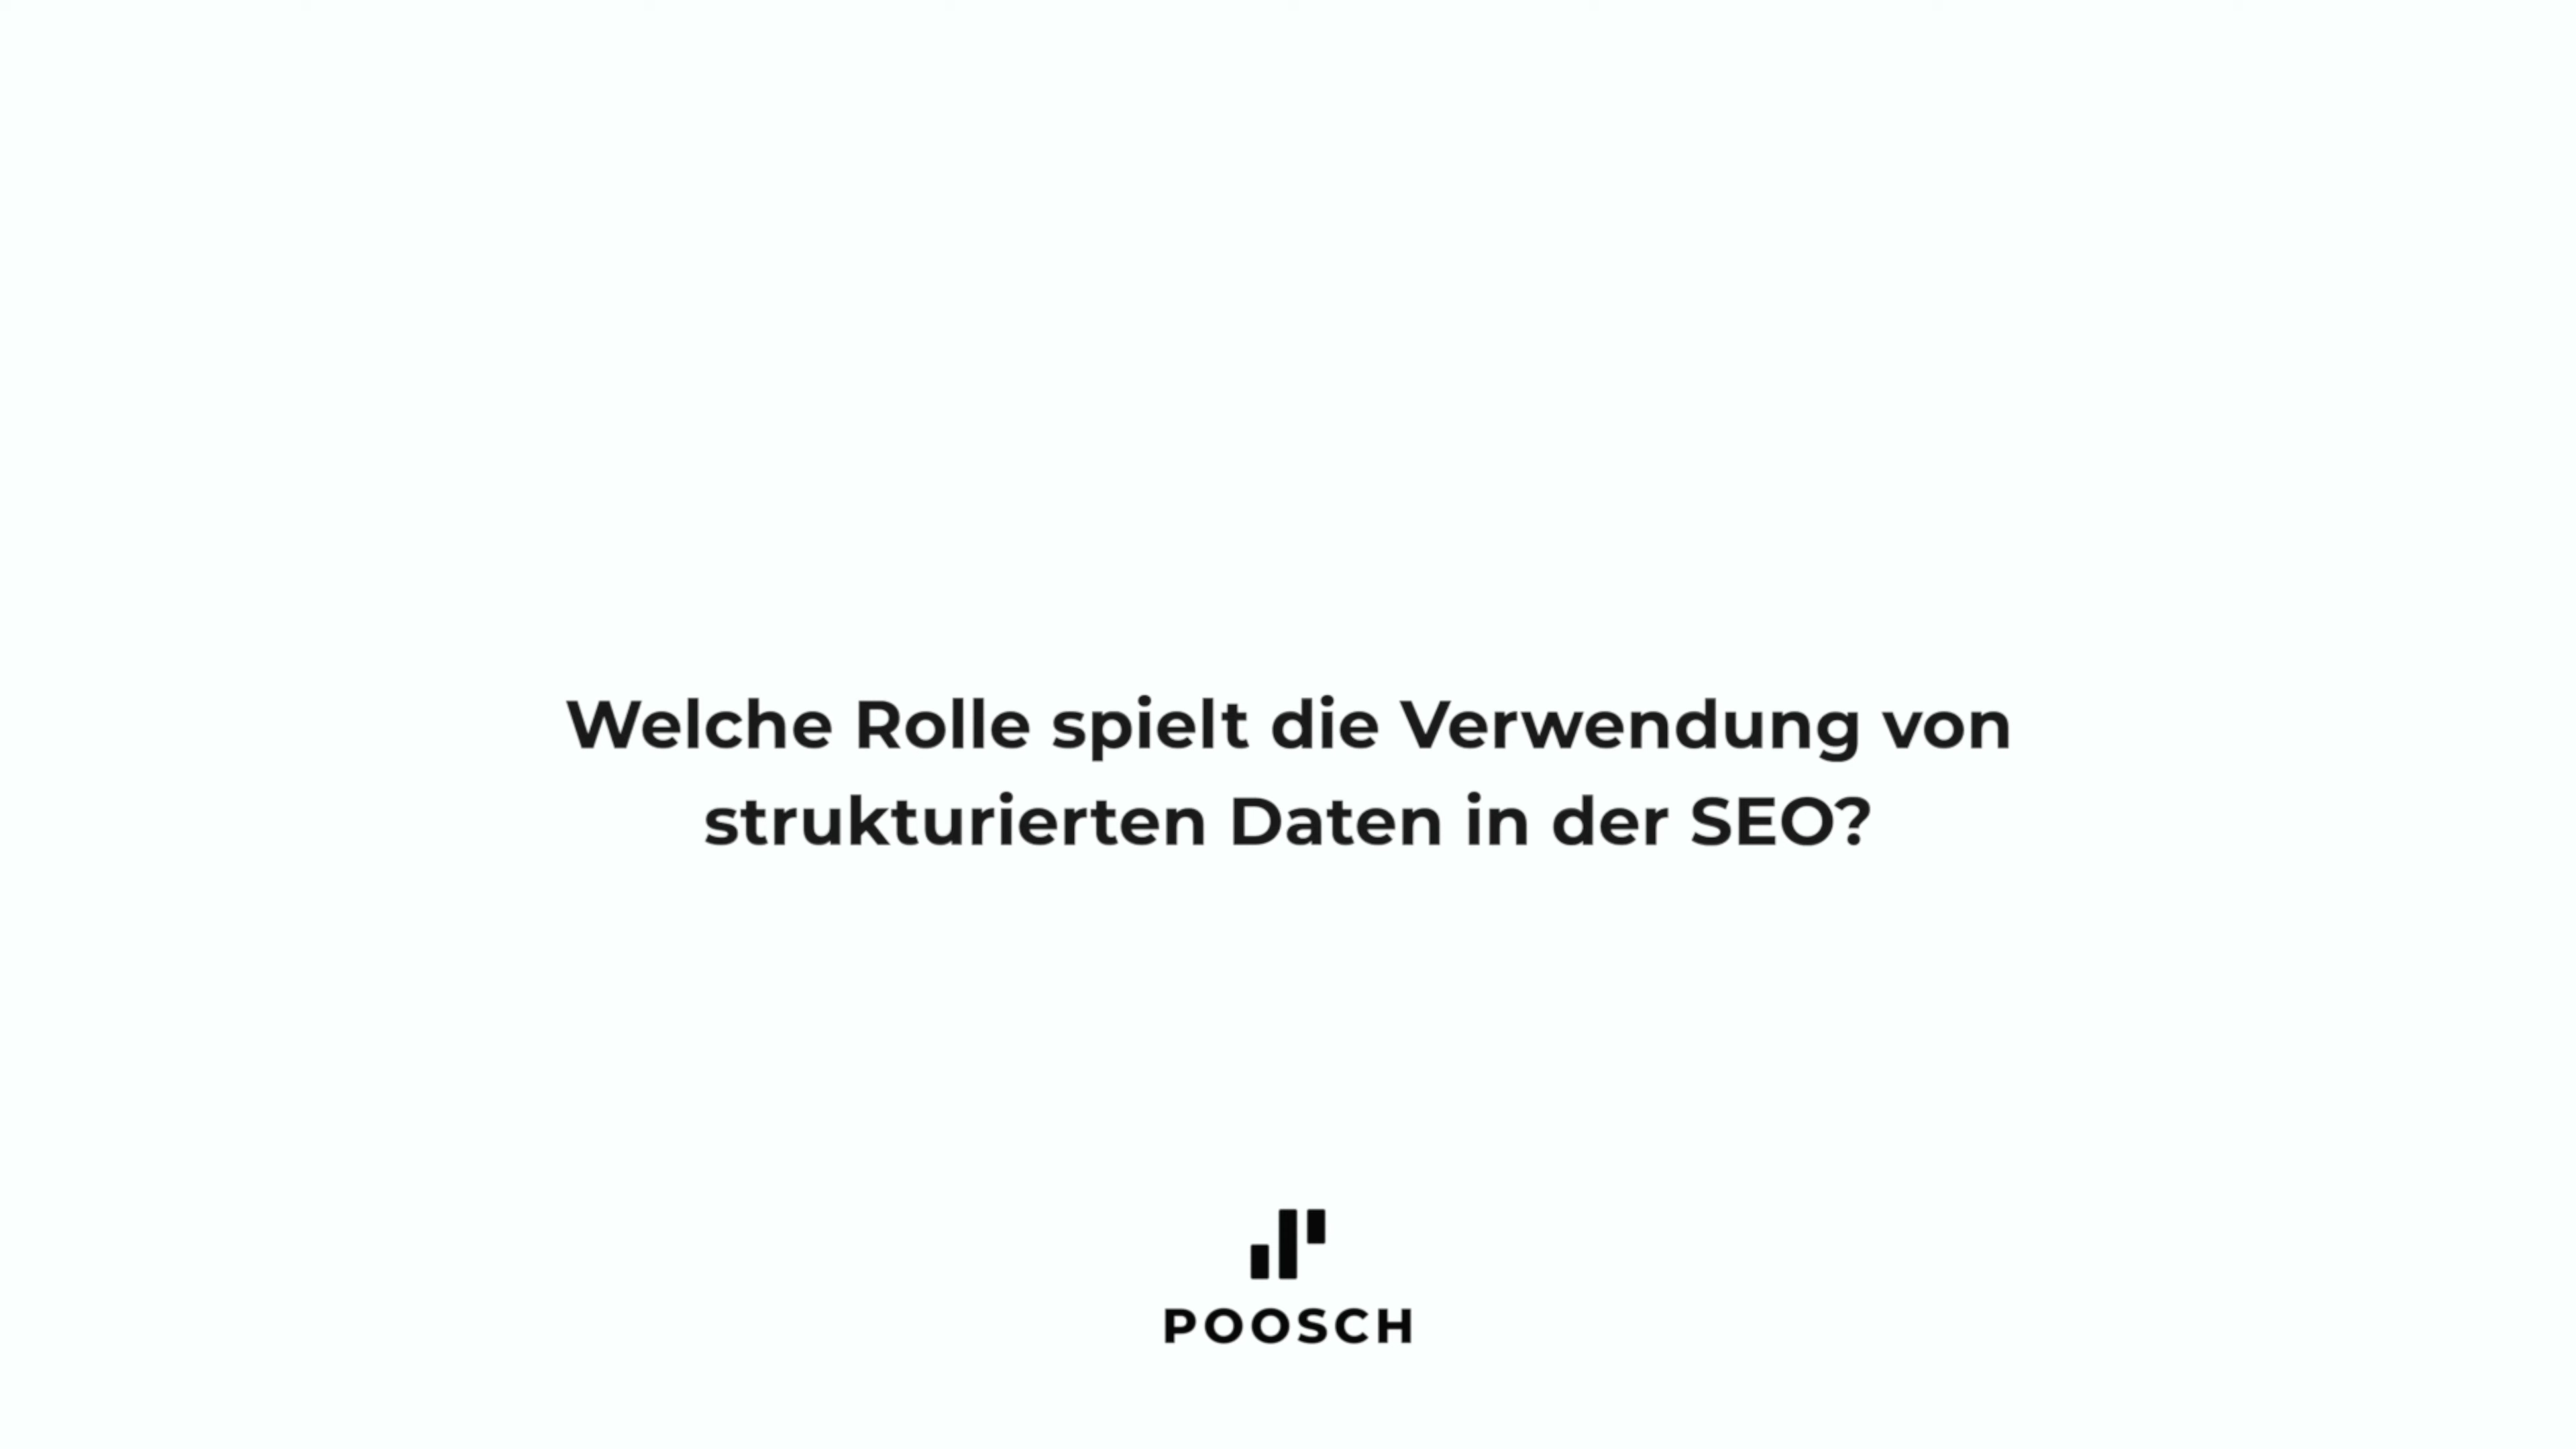 Welche Rolle spielt die Verwendung von
strukturierten Daten in der SEO?
POOSCH